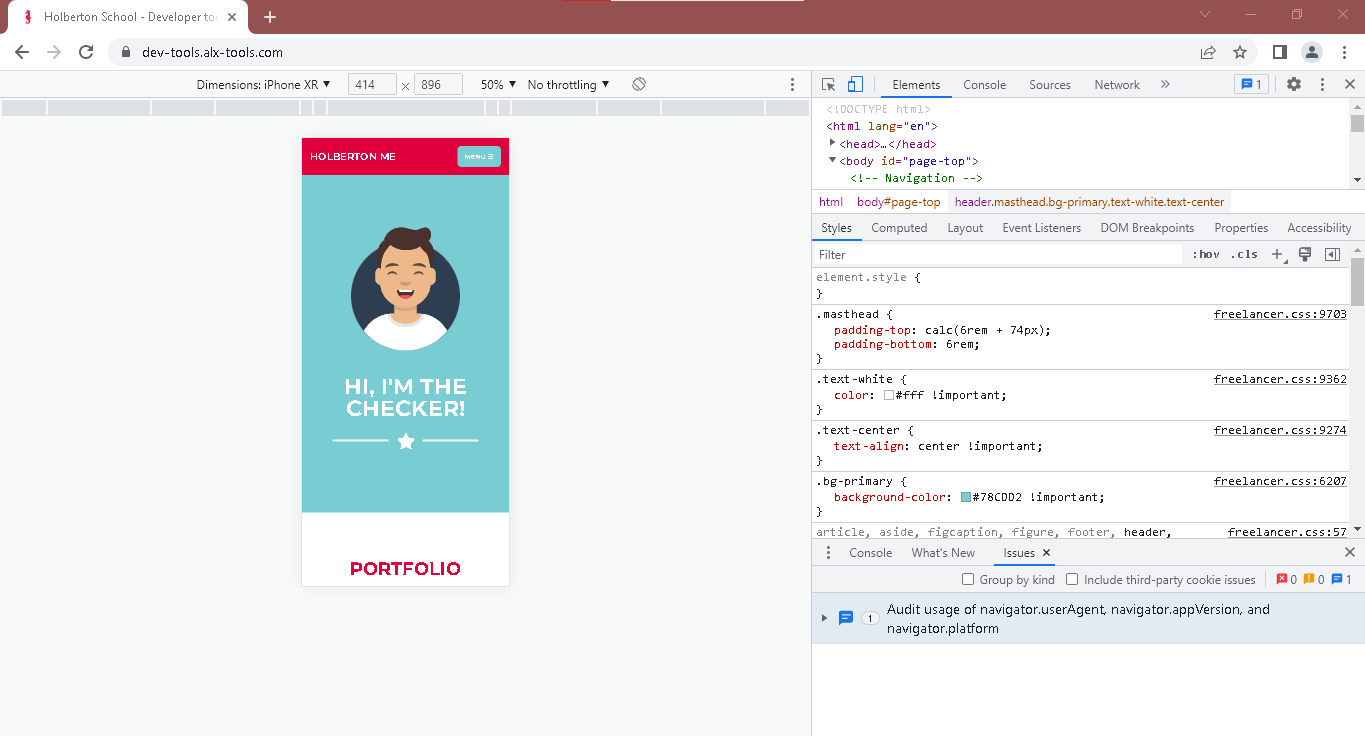 Holberton School - Developer too
dev-tools.alx-tools.com
Dimensions: iPhone XR ▼ 414 × 896 50% ▼ No throttling ▼
HOLBERTON ME
MENU ☰
HI, I'M THE
CHECKER!
PORTFOLIO
Elements Console Sources Network » 1
<!DOCTYPE html>
<html lang="en">
<head>…</head>
<body id="page-top">
<!-- Navigation -->
html body#page-top header.masthead.bg-primary.text-white.text-center
Styles Computed Layout Event Listeners DOM Breakpoints Properties Accessibility
Filter :hov .cls +
element.style {
}
.masthead { freelancer.css:9703
padding-top: calc(6rem + 74px);
padding-bottom: 6rem;
}
.text-white { freelancer.css:9362
color: #fff !important;
}
.text-center { freelancer.css:9274
text-align: center !important;
}
.bg-primary { freelancer.css:6207
background-color: #78CDD2 !important;
}
article, aside, figcaption, figure, footer, header, freelancer.css:57
Console What's New Issues ×
Group by kind Include third-party cookie issues 0 0 1
1 Audit usage of navigator.userAgent, navigator.appVersion, and
navigator.platform